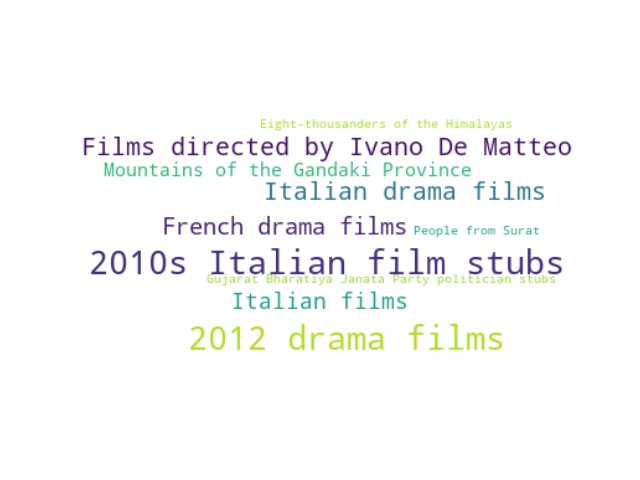 Eight-thousanders of the Himalayas
Films directed by Ivano De Matteo
Mountains of the Gandaki Province
Italian drama films
French drama films
People from Surat
2010s Italian film stubs
Gujarat Bharatiya Janata Party politician stubs
Italian films
2012 drama films